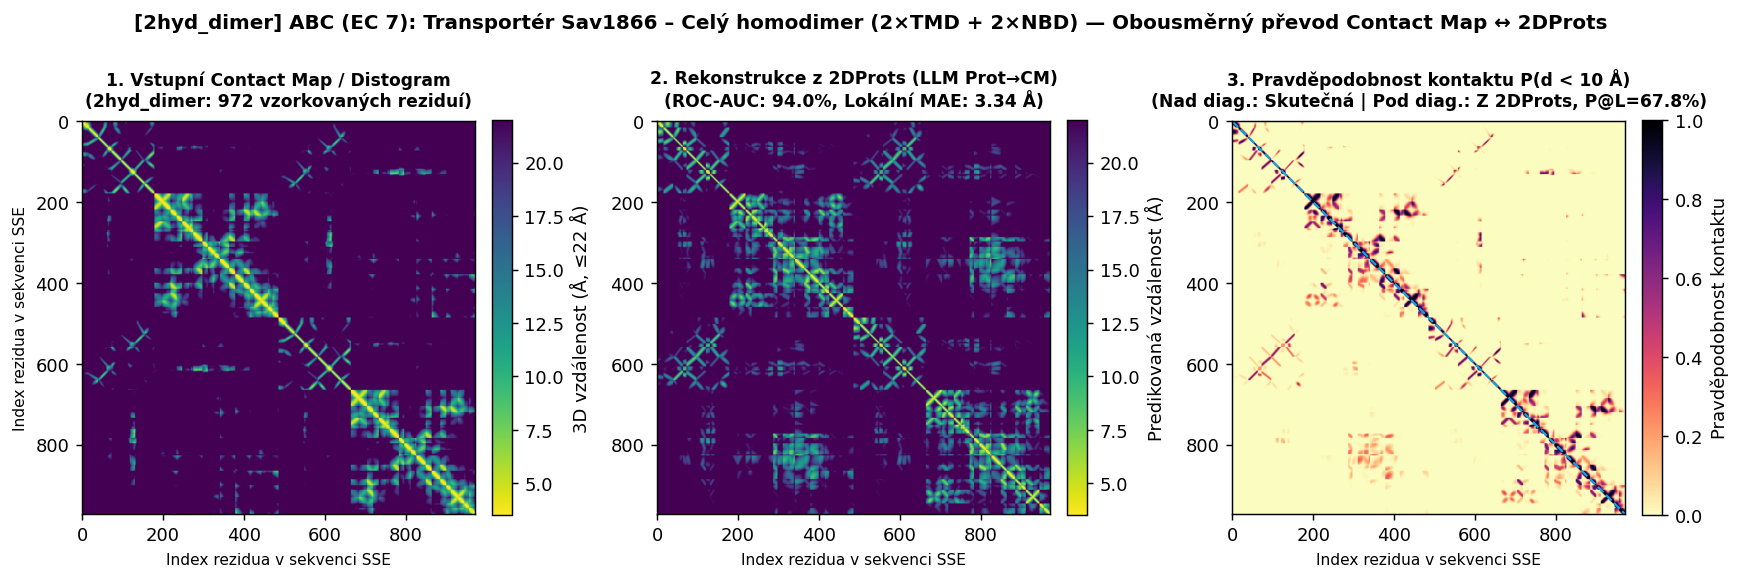 [2hyd_dimer] ABC (EC 7): Transportér Sav1866 – Celý homodimer (2×TMD + 2×NBD) — Obousměrný převod Contact Map ↔ 2DProts
1. Vstupní Contact Map / Distogram
(2hyd_dimer: 972 vzorkovaných reziduí)
0
200
400
600
800
0 200 400 600 800
Index rezidua v sekvenci SSE
Index rezidua v sekvenci SSE
20.0
17.5
15.0
12.5
10.0
7.5
5.0
3D vzdálenost (Å, ≤22 Å)
2. Rekonstrukce z 2DProts (LLM Prot→CM)
(ROC-AUC: 94.0%, Lokální MAE: 3.34 Å)
0
200
400
600
800
0 200 400 600 800
Index rezidua v sekvenci SSE
20.0
17.5
15.0
12.5
10.0
7.5
5.0
Predikovaná vzdálenost (Å)
3. Pravděpodobnost kontaktu P(d < 10 Å)
(Nad diag.: Skutečná | Pod diag.: Z 2DProts, P@L=67.8%)
0
200
400
600
800
0 200 400 600 800
Index rezidua v sekvenci SSE
1.0
0.8
0.6
0.4
0.2
0.0
Pravděpodobnost kontaktu